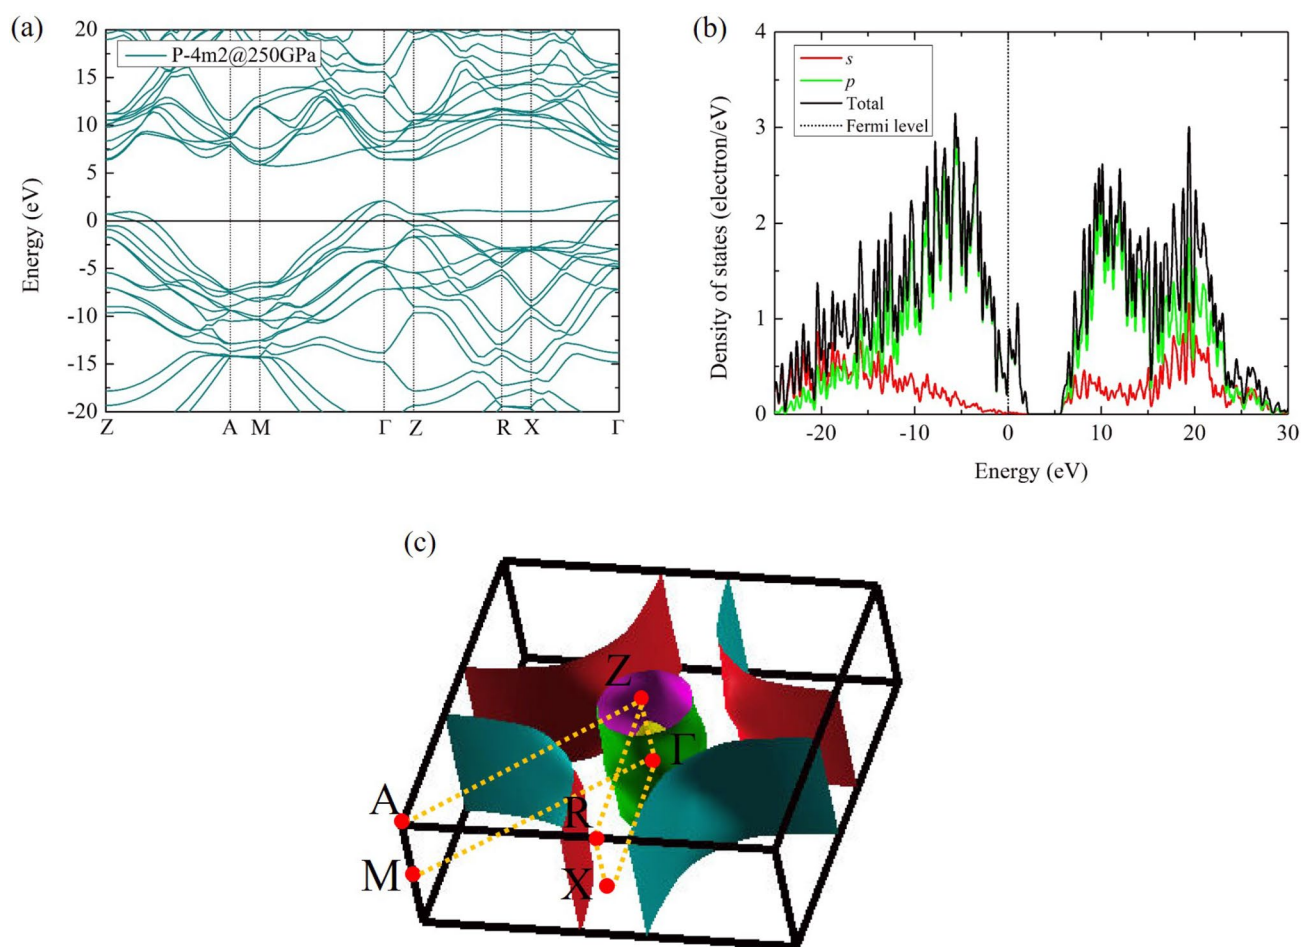 (a)
P-4m2@250GPa
20
15
10
5
0
-5
-10
-15
-20
Energy (eV)
Z A M Γ Z R X Γ
(b)
s
p
Total
Fermi level
4
3
2
1
0
Density of states (electron/eV)
-20 -10 0 10 20 30
Energy (eV)
(c)
Z
Γ
A
R
M
X